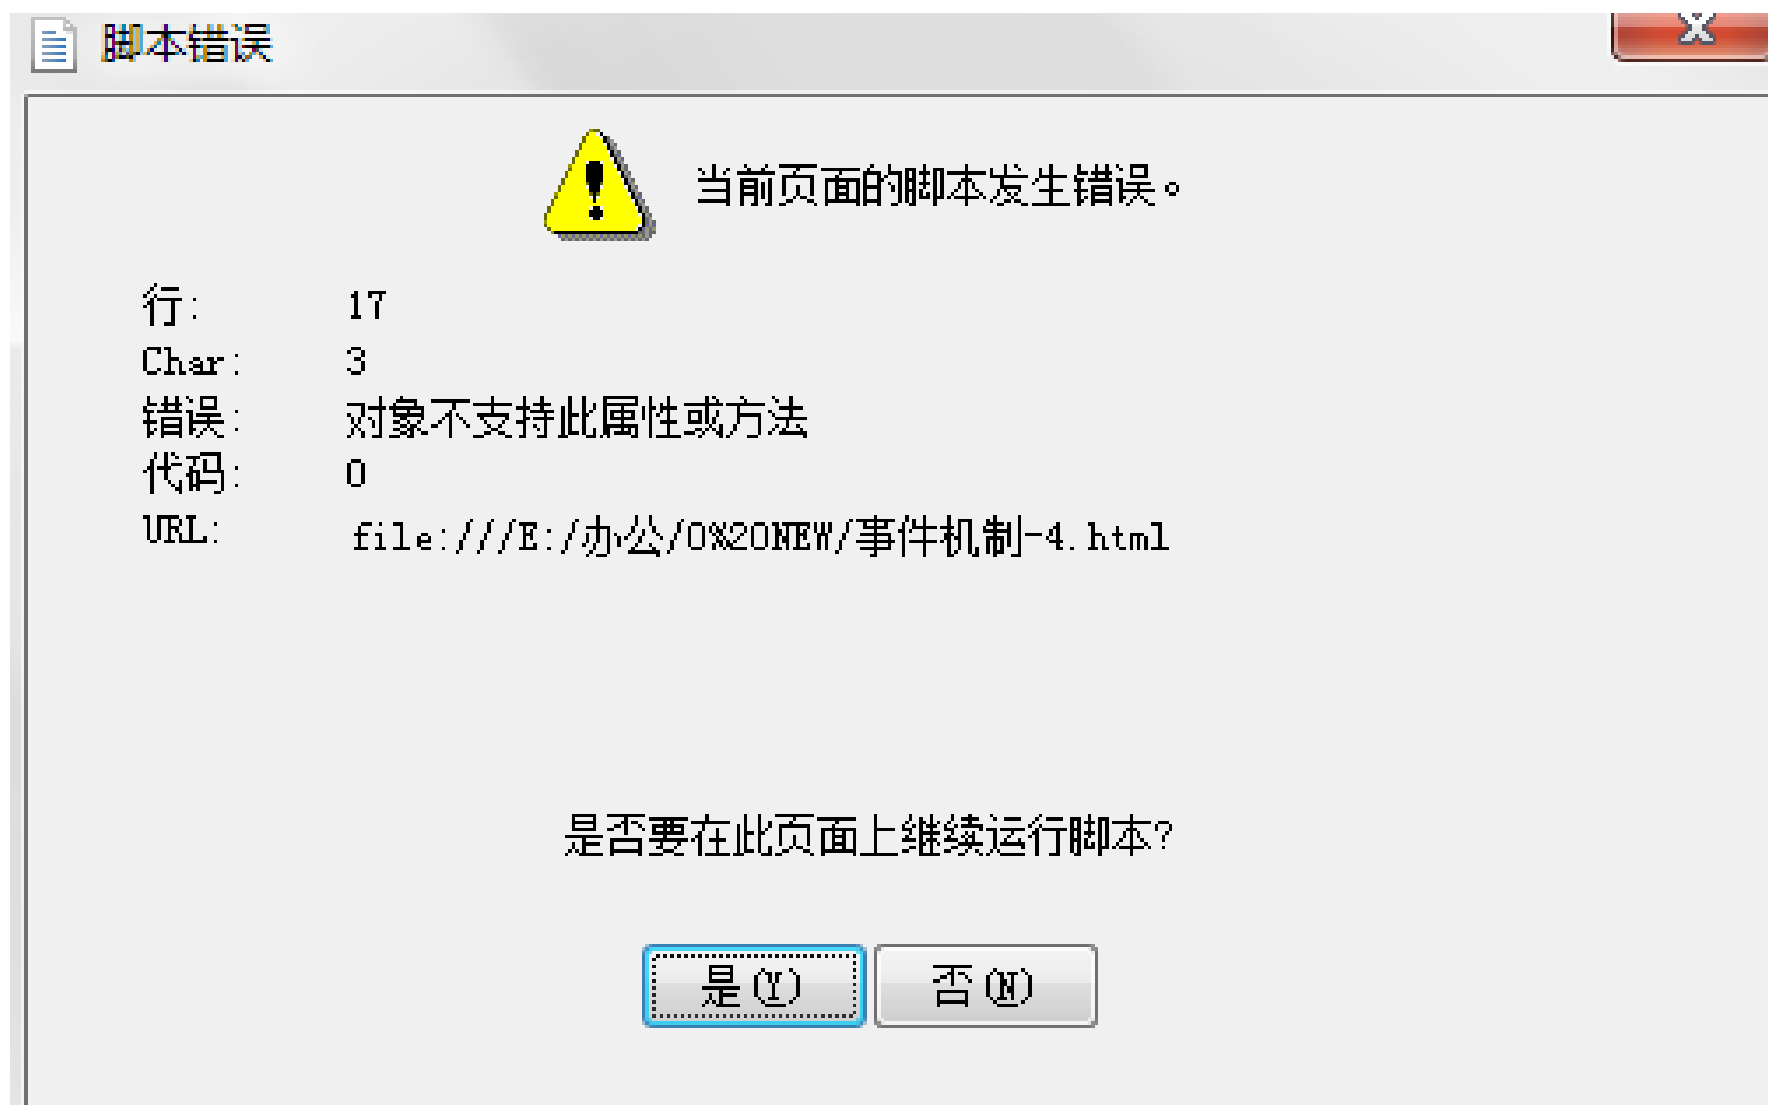 脚本错误
当前页面的脚本发生错误。
行: 17
Char: 3
错误: 对象不支持此属性或方法
代码: 0
URL: file:///E:/办公/0%20NEW/事件机制-4.html
是否要在此页面上继续运行脚本?
是(Y) 否(N)